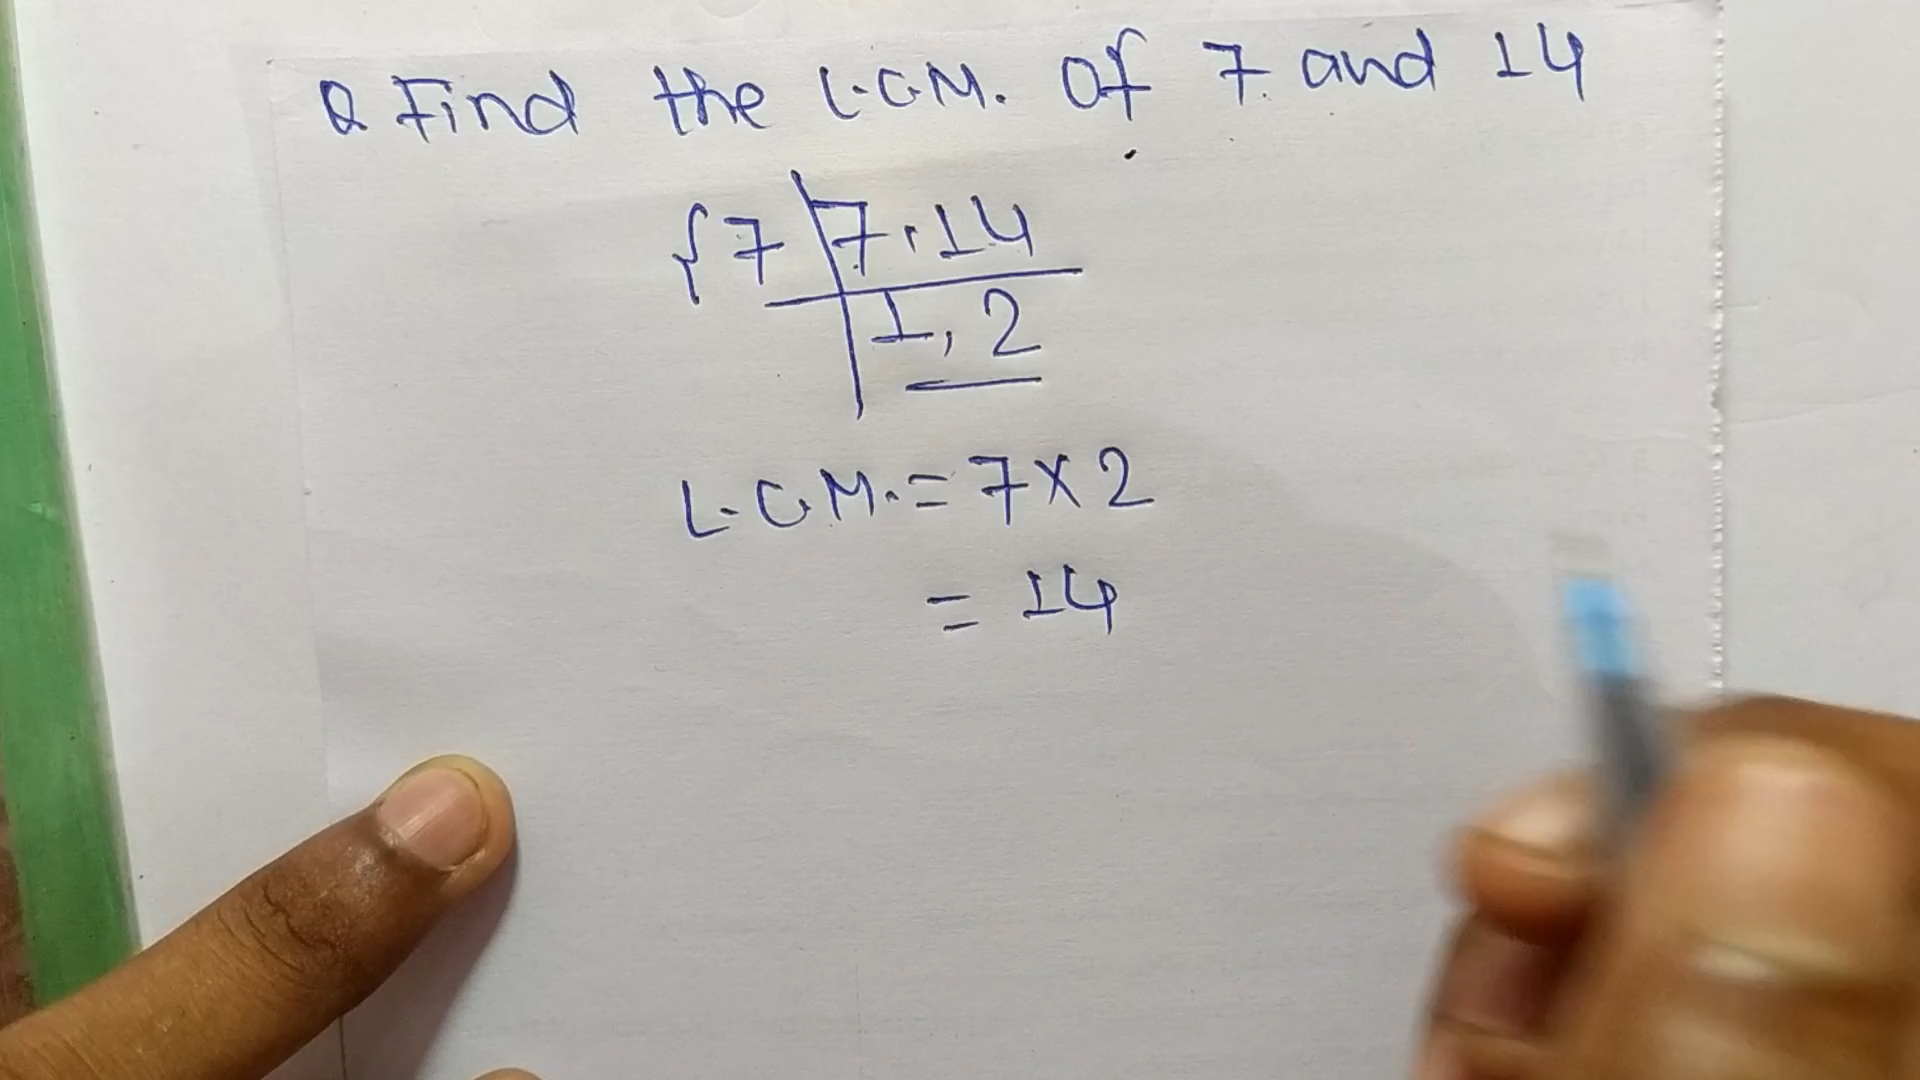 Q Find the L.C.M. Of 7 and 14
{7 7, 14
1, 2
L.C.M. = 7 × 2
= 14